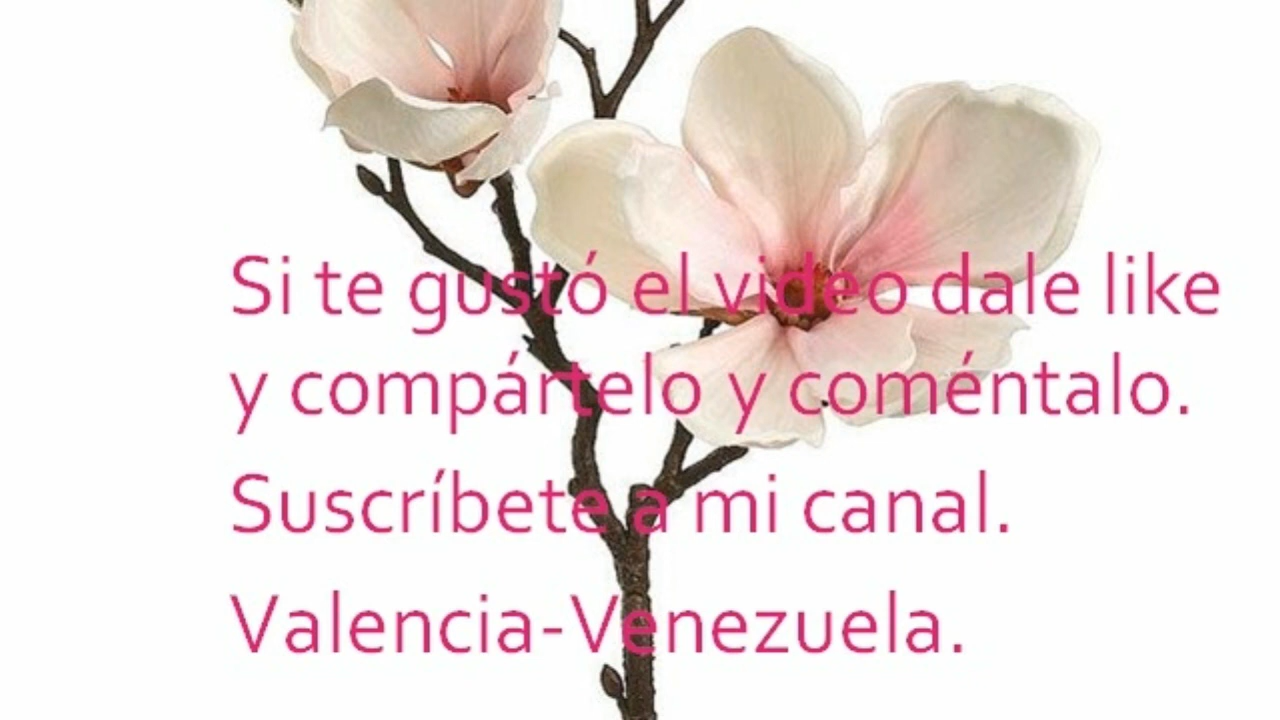 Si te gustó el video dale like
y compártelo y coméntalo.
Suscríbete a mi canal.
Valencia-Venezuela.